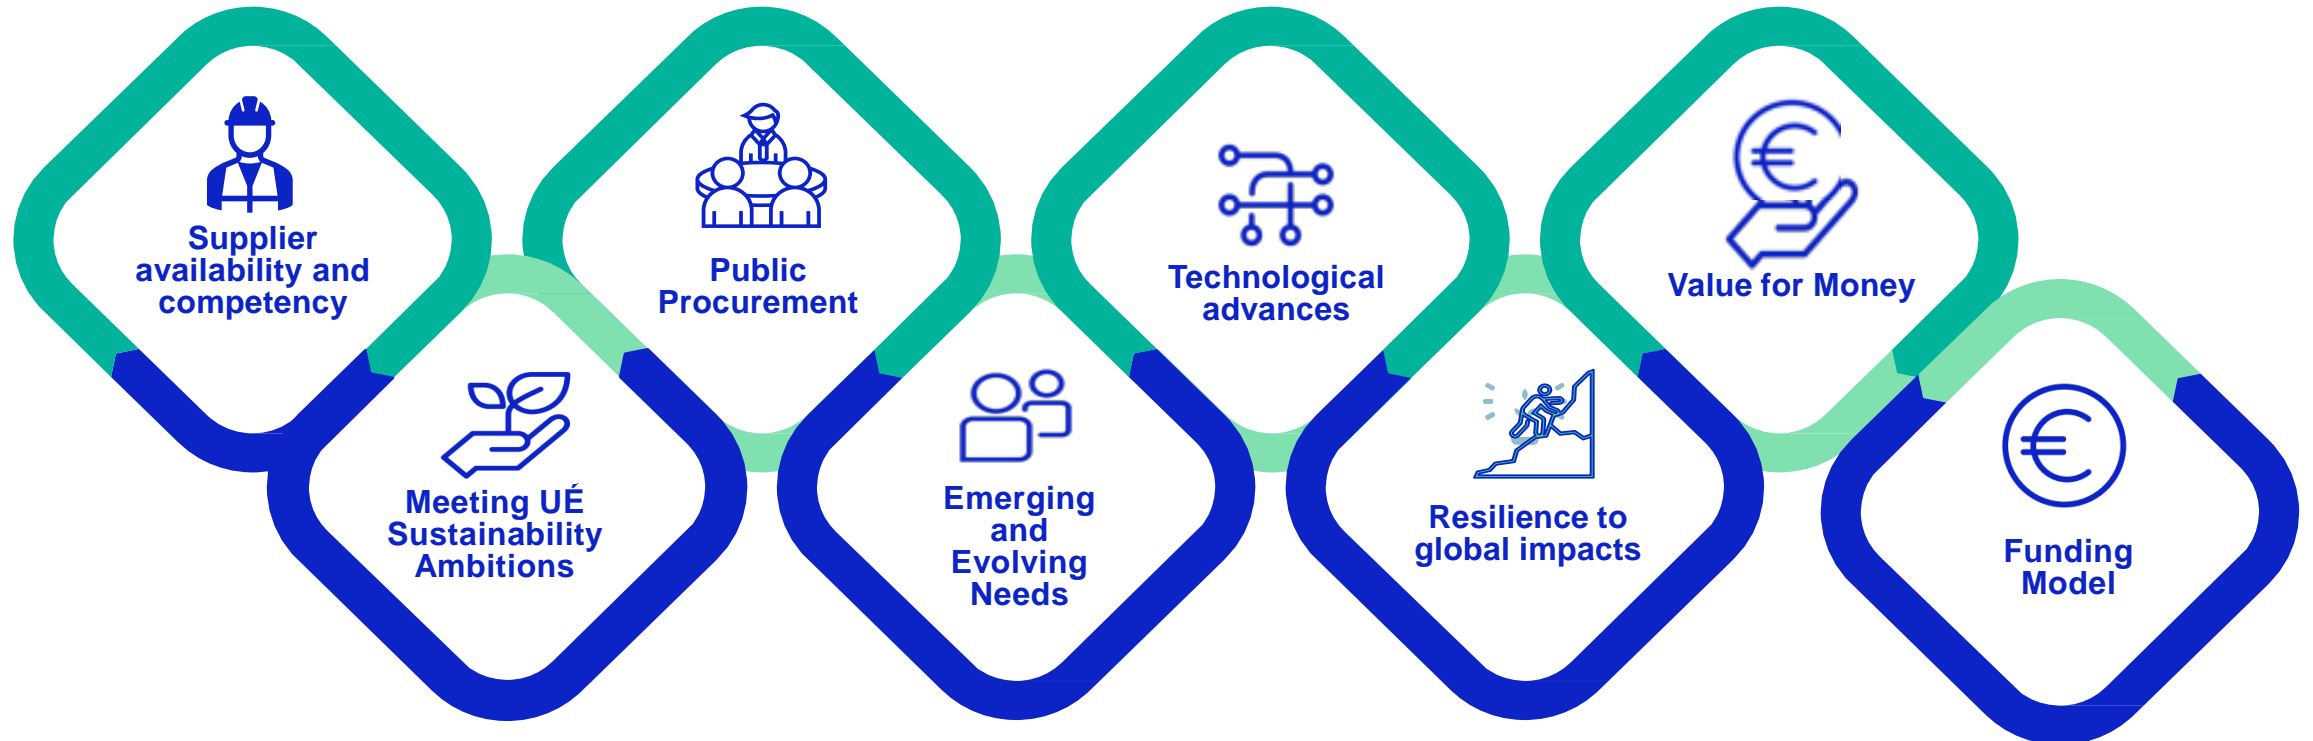 Supplier
availability and
competency
Meeting UÉ
Sustainability
Ambitions
Public
Procurement
Emerging
and
Evolving
Needs
Technological
advances
Resilience to
global impacts
Value for Money
Funding
Model